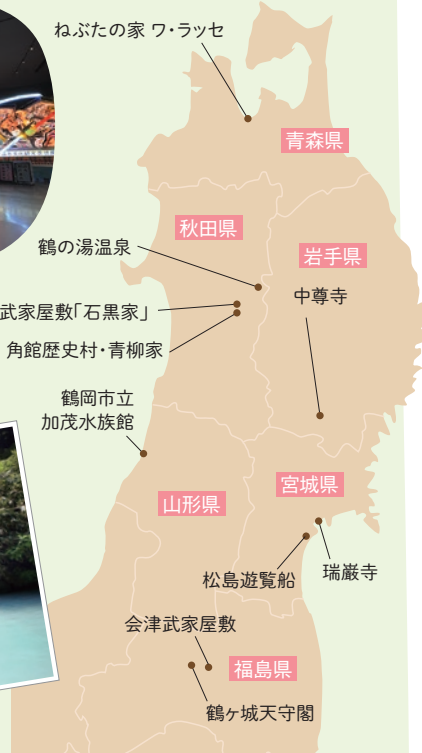 ねぶたの家 ワ・ラッセ
青森県
秋田県
鶴の湯温泉
岩手県
中尊寺
武家屋敷「石黒家」
角館歴史村・青柳家
鶴岡市立
加茂水族館
宮城県
山形県
松島遊覧船
瑞巌寺
会津武家屋敷
福島県
鶴ヶ城天守閣